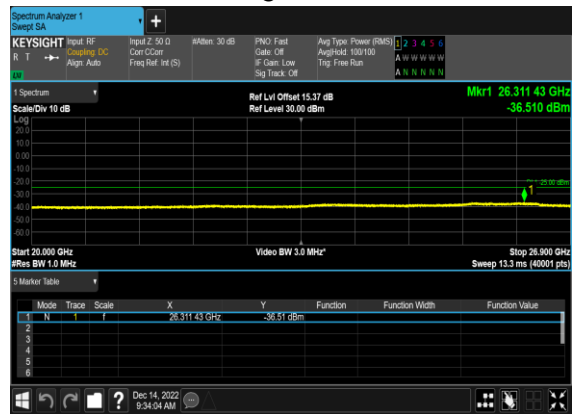 Spectrum Analyzer 1
Swept SA
+
KEYSIGHT Input: RF Input Z: 50 Ω #Atten: 30 dB PNO: Fast Avg Type: Power (RMS) 1 2 3 4 5 6
R T Coupling: DC Corr CCorr Gate: Off Avg|Hold: 100/100 A W W W W W
Align: Auto Freq Ref: Int (S) IF Gain: Low Trig: Free Run
Sig Track: Off A N N N N N
1 Spectrum Ref Lvl Offset 15.37 dB Mkr1 26.311 43 GHz
Scale/Div 10 dB Ref Level 30.00 dBm -36.510 dBm
Log
20.0
10.0
0.00
-10.0
-20.0
-30.0
-40.0
-50.0
-60.0
1
-25.00 dBm
Start 20.000 GHz Video BW 3.0 MHz* Stop 26.900 GHz
#Res BW 1.0 MHz Sweep 13.3 ms (40001 pts)
5 Marker Table
Mode Trace Scale X Y Function Function Width Function Value
1 N 1 f 26.311 43 GHz -36.51 dBm
2
3
4
5
6
? Dec 14, 2022
9:34:04 AM